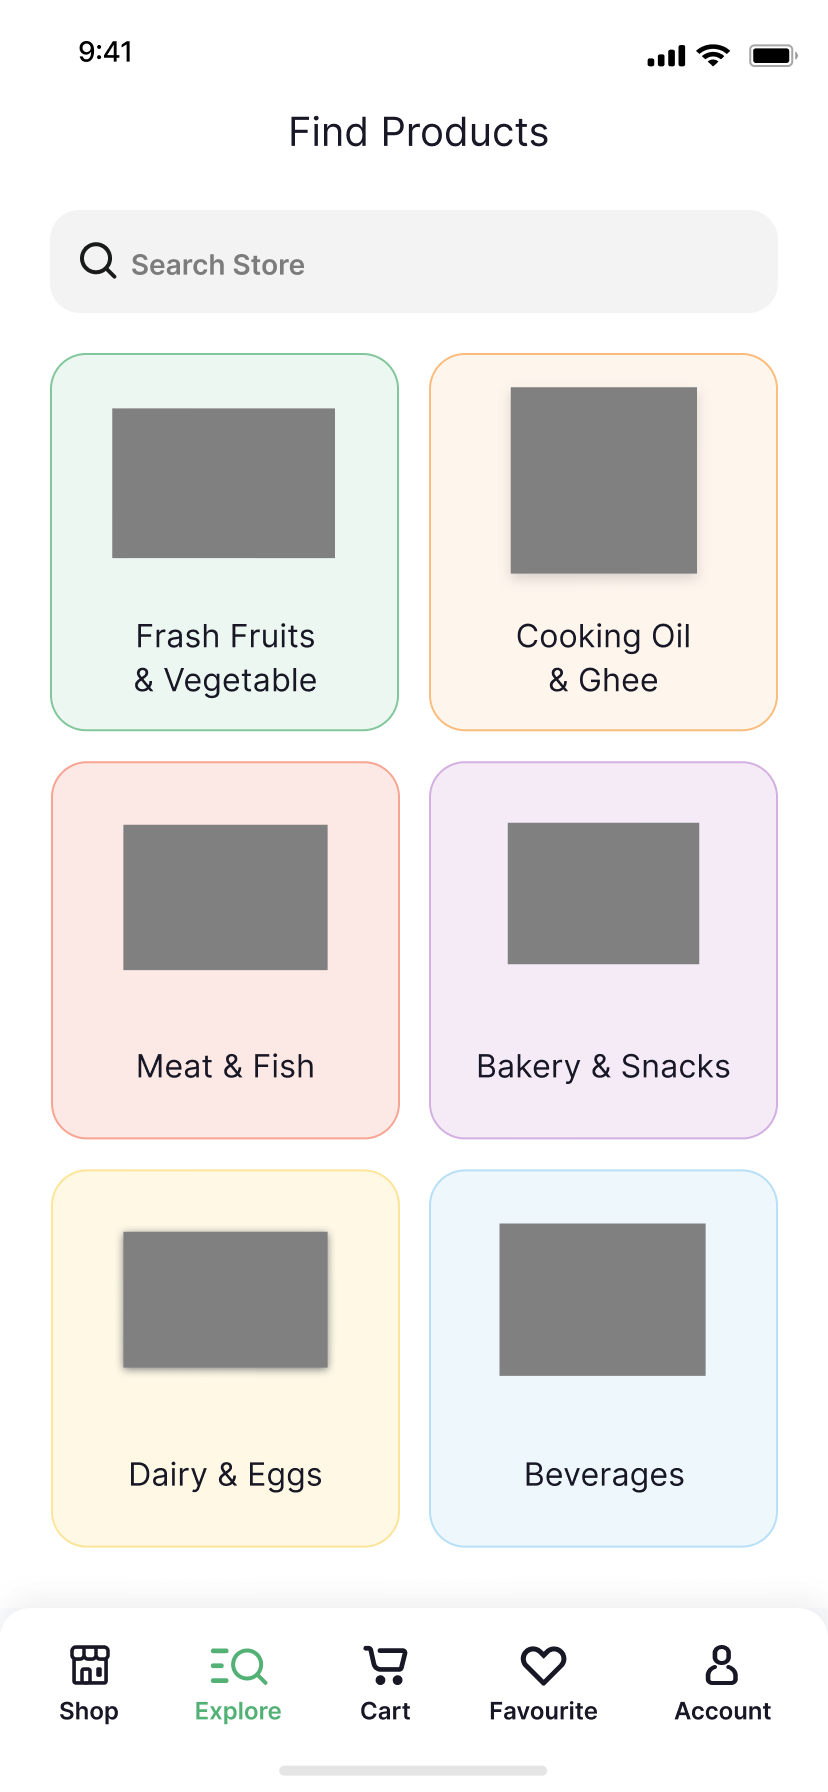 9:41
Find Products
Search Store
Frash Fruits
& Vegetable
Cooking Oil
& Ghee
Meat & Fish
Bakery & Snacks
Dairy & Eggs
Beverages
Shop
Explore
Cart
Favourite
Account